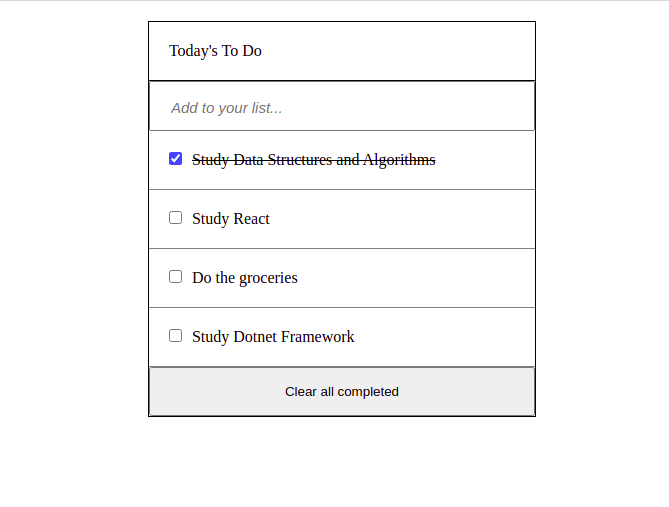 Today's To Do
Add to your list...
Study Data Structures and Algorithms
Study React
Do the groceries
Study Dotnet Framework
Clear all completed